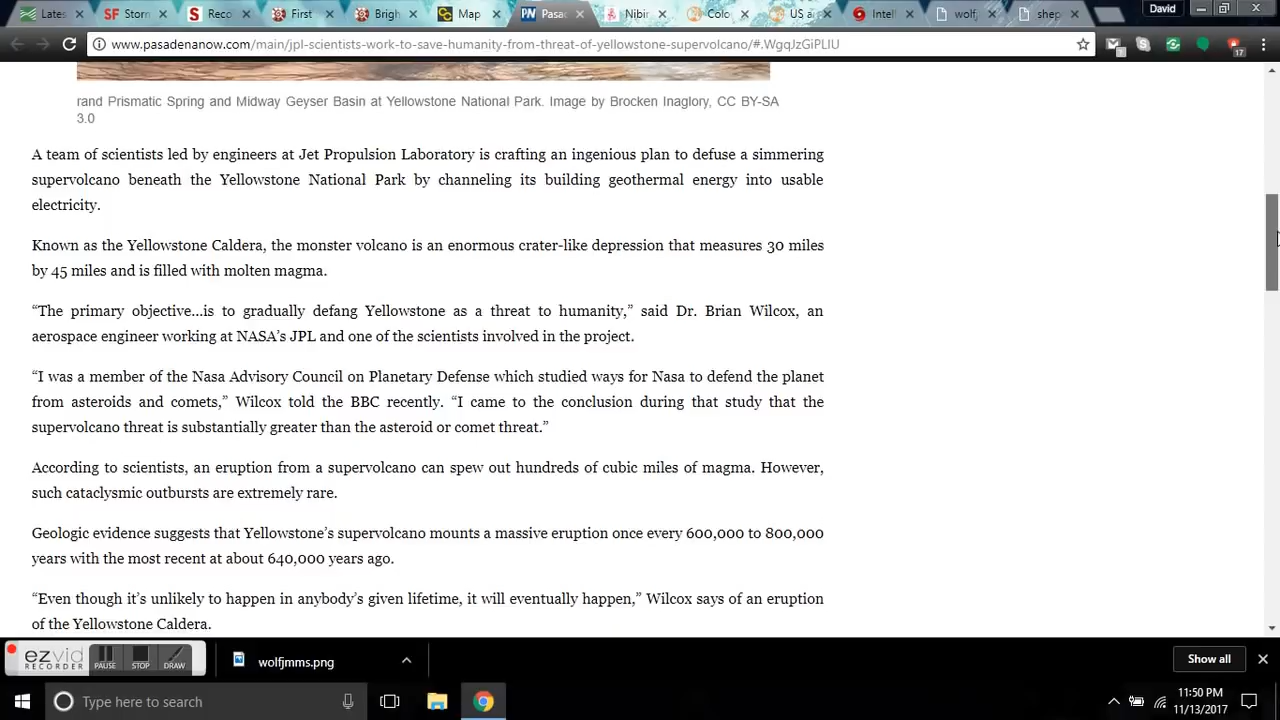 Lates
Storm
Reco
First
Brigh
Map
Pasa
Nibir
Colo
US a
Intell
wolfj
shep
David
www.pasadenanow.com/main/jpl-scientists-work-to-save-humanity-from-threat-of-yellowstone-supervolcano/#.WgqJzGiPLIU
1
17
rand Prismatic Spring and Midway Geyser Basin at Yellowstone National Park. Image by Brocken Inaglory, CC BY-SA
3.0
A team of scientists led by engineers at Jet Propulsion Laboratory is crafting an ingenious plan to defuse a simmering
supervolcano beneath the Yellowstone National Park by channeling its building geothermal energy into usable
electricity.
Known as the Yellowstone Caldera, the monster volcano is an enormous crater-like depression that measures 30 miles
by 45 miles and is filled with molten magma.
“The primary objective...is to gradually defang Yellowstone as a threat to humanity,” said Dr. Brian Wilcox, an
aerospace engineer working at NASA’s JPL and one of the scientists involved in the project.
“I was a member of the Nasa Advisory Council on Planetary Defense which studied ways for Nasa to defend the planet
from asteroids and comets,” Wilcox told the BBC recently. “I came to the conclusion during that study that the
supervolcano threat is substantially greater than the asteroid or comet threat.”
According to scientists, an eruption from a supervolcano can spew out hundreds of cubic miles of magma. However,
such cataclysmic outbursts are extremely rare.
Geologic evidence suggests that Yellowstone’s supervolcano mounts a massive eruption once every 600,000 to 800,000
years with the most recent at about 640,000 years ago.
“Even though it’s unlikely to happen in anybody’s given lifetime, it will eventually happen,” Wilcox says of an eruption
of the Yellowstone Caldera.
ezvid
RECORDER
PAUSE
STOP
DRAW
wolfjmms.png
Show all
Type here to search
11:50 PM
11/13/2017